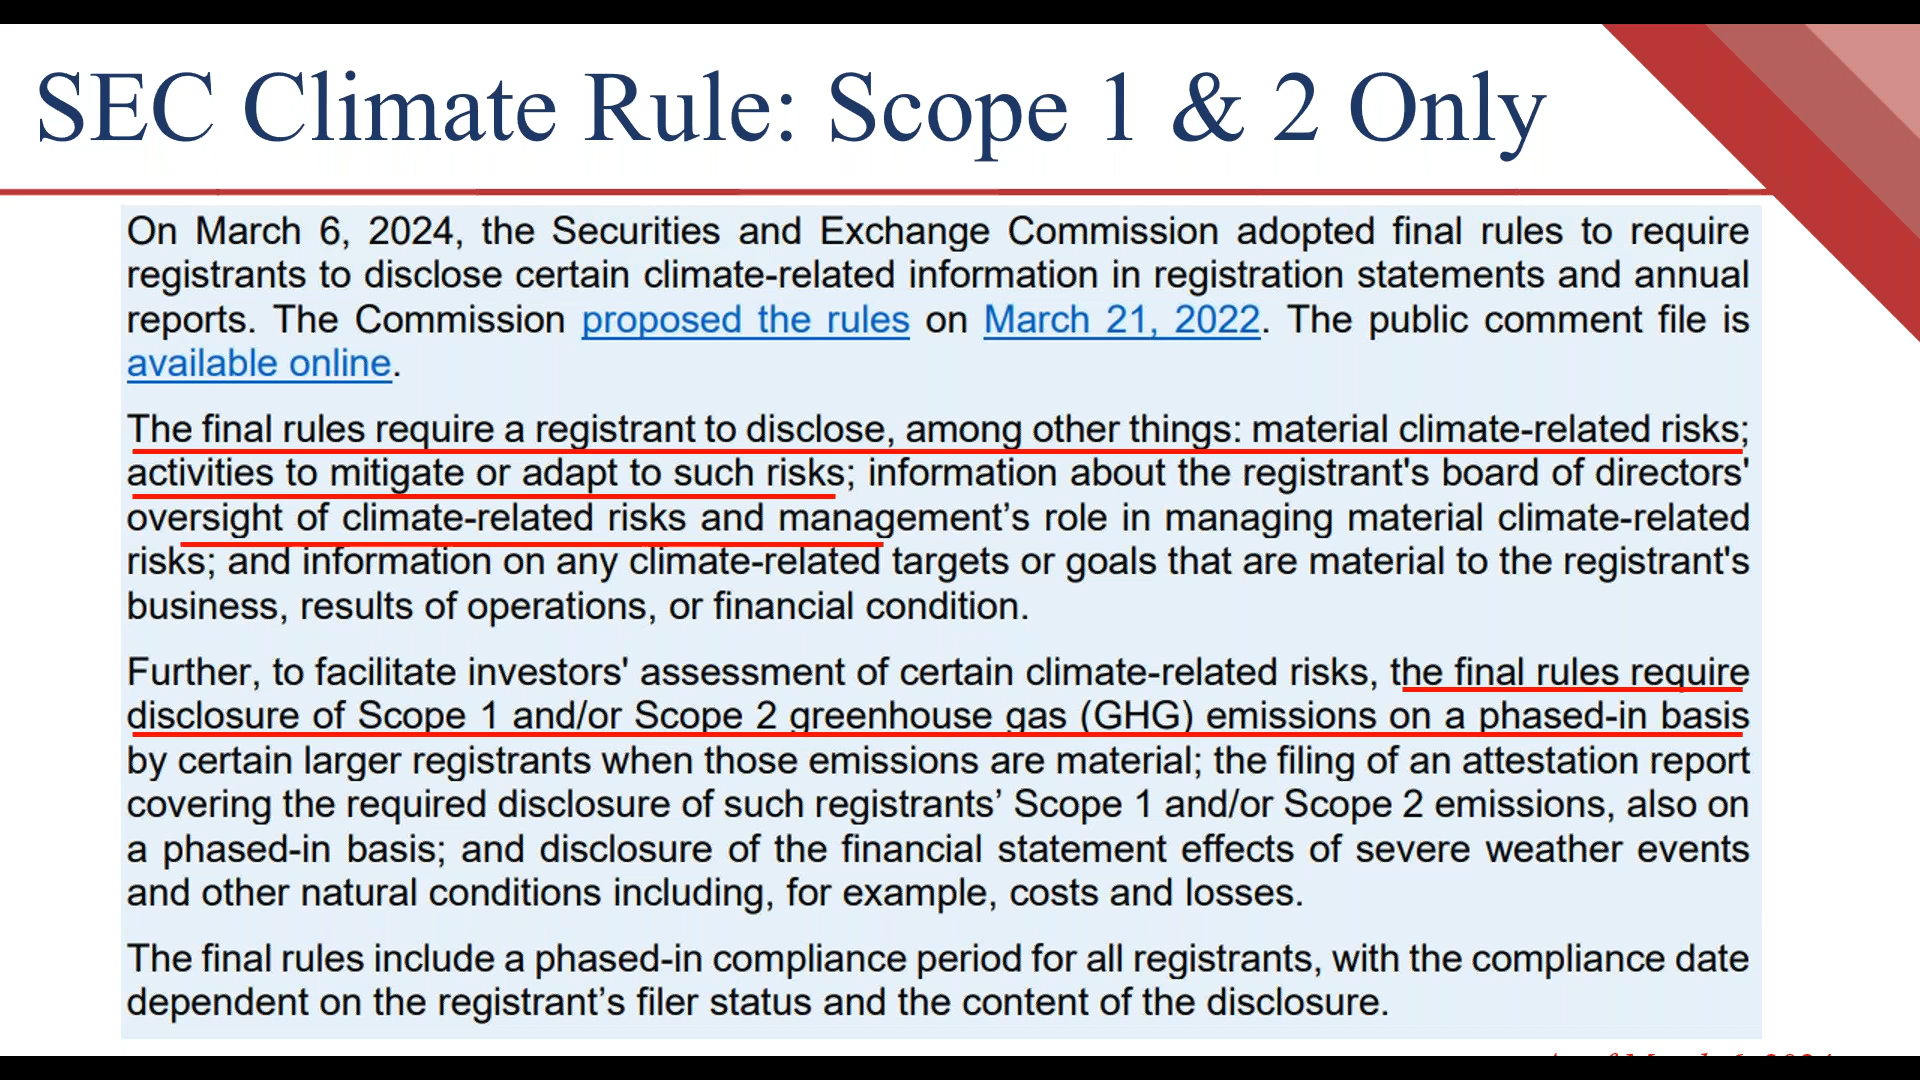 SEC Climate Rule: Scope 1 & 2 Only
On March 6, 2024, the Securities and Exchange Commission adopted final rules to require
registrants to disclose certain climate-related information in registration statements and annual
reports. The Commission proposed the rules on March 21, 2022. The public comment file is
available online.
The final rules require a registrant to disclose, among other things: material climate-related risks;
activities to mitigate or adapt to such risks; information about the registrant's board of directors'
oversight of climate-related risks and management’s role in managing material climate-related
risks; and information on any climate-related targets or goals that are material to the registrant's
business, results of operations, or financial condition.
Further, to facilitate investors' assessment of certain climate-related risks, the final rules require
disclosure of Scope 1 and/or Scope 2 greenhouse gas (GHG) emissions on a phased-in basis
by certain larger registrants when those emissions are material; the filing of an attestation report
covering the required disclosure of such registrants’ Scope 1 and/or Scope 2 emissions, also on
a phased-in basis; and disclosure of the financial statement effects of severe weather events
and other natural conditions including, for example, costs and losses.
The final rules include a phased-in compliance period for all registrants, with the compliance date
dependent on the registrant’s filer status and the content of the disclosure.